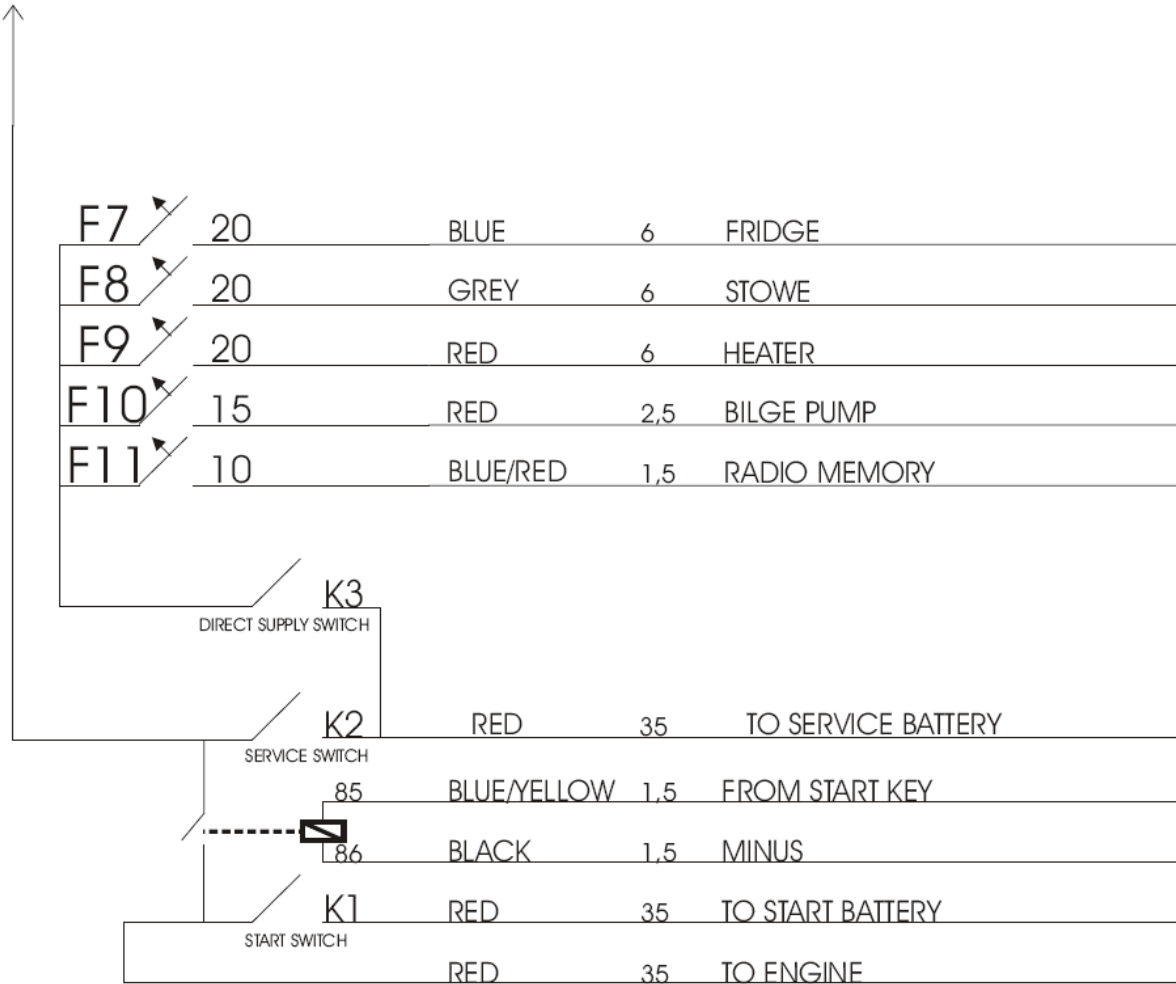 F7 20 BLUE 6 FRIDGE
F8 20 GREY 6 STOWE
F9 20 RED 6 HEATER
F10 15 RED 2,5 BILGE PUMP
F11 10 BLUE/RED 1,5 RADIO MEMORY
K3
DIRECT SUPPLY SWITCH
K2 RED 35 TO SERVICE BATTERY
SERVICE SWITCH
85 BLUE/YELLOW 1,5 FROM START KEY
86 BLACK 1,5 MINUS
K1 RED 35 TO START BATTERY
START SWITCH
RED 35 TO ENGINE